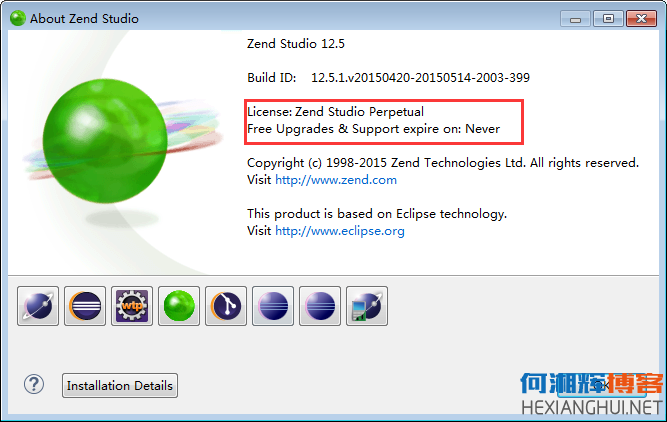 About Zend Studio
Zend Studio 12.5
Build ID: 12.5.1.v20150420-20150514-2003-399
License: Zend Studio Perpetual
Free Upgrades & Support expire on: Never
Copyright (c) 1998-2015 Zend Technologies Ltd. All rights reserved.
Visit http://www.zend.com
This product is based on Eclipse technology.
Visit http://www.eclipse.org
wtp
? Installation Details OK
何湘辉博客
HEXIANGHUI.NET